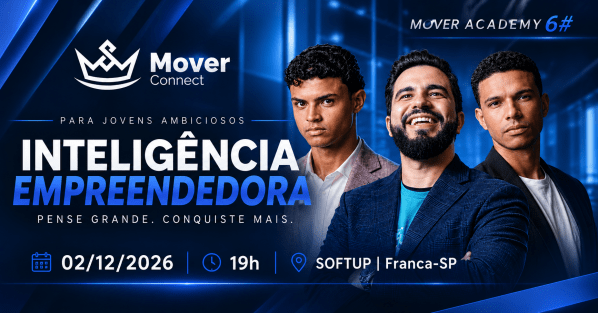 MOVER ACADEMY 6#
Mover
Connect
PARA JOVENS AMBICIOSOS
INTELIGÊNCIA
EMPREENDEDORA
PENSE GRANDE. CONQUISTE MAIS.
02/12/2026 | 19h | SOFTUP | Franca-SP